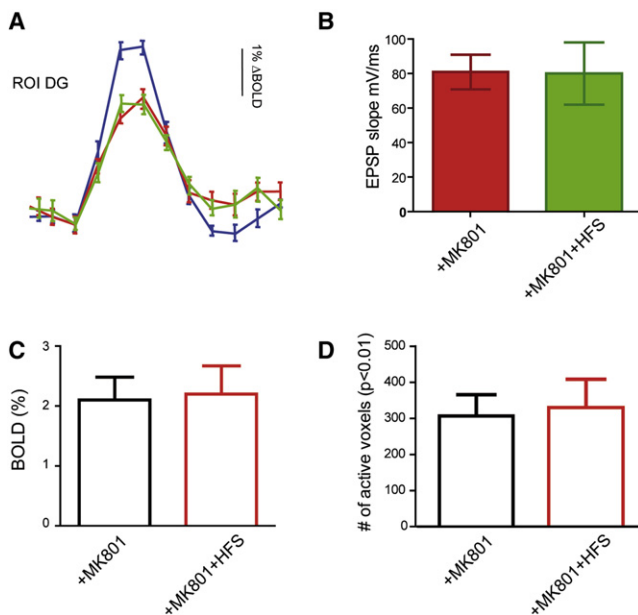 A
ROI DG
1% ΔBOLD
B
EPSP slope mV/ms
100
80
60
40
20
0
+MK801
+MK801+HFS
C
BOLD (%)
3
2
1
0
+MK801
+MK801+HFS
D
# of active voxels (p<0.01)
500
400
300
200
100
0
+MK801
+MK801+HFS